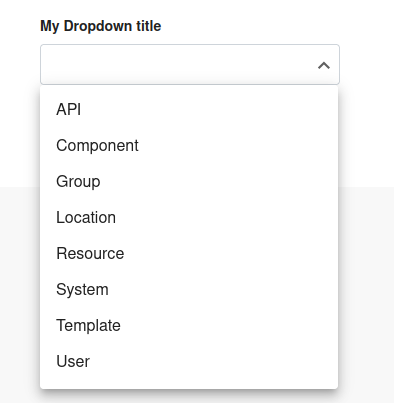 My Dropdown title
API
Component
Group
Location
Resource
System
Template
User